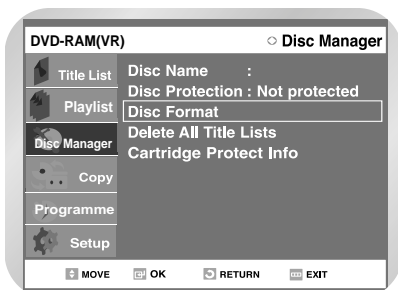 DVD-RAM(VR)
Disc Manager
Title List
Playlist
Disc Manager
Copy
Programme
Setup
Disc Name :
Disc Protection : Not protected
Disc Format
Delete All Title Lists
Cartridge Protect Info
MOVE OK RETURN EXIT